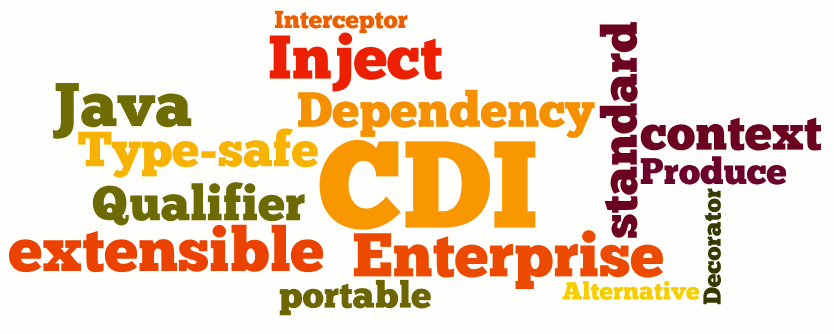 Interceptor
Inject
standard
Java
Dependency
context
Type-safe
CDI
Produce
Qualifier
Decorator
extensible
Enterprise
portable
Alternative